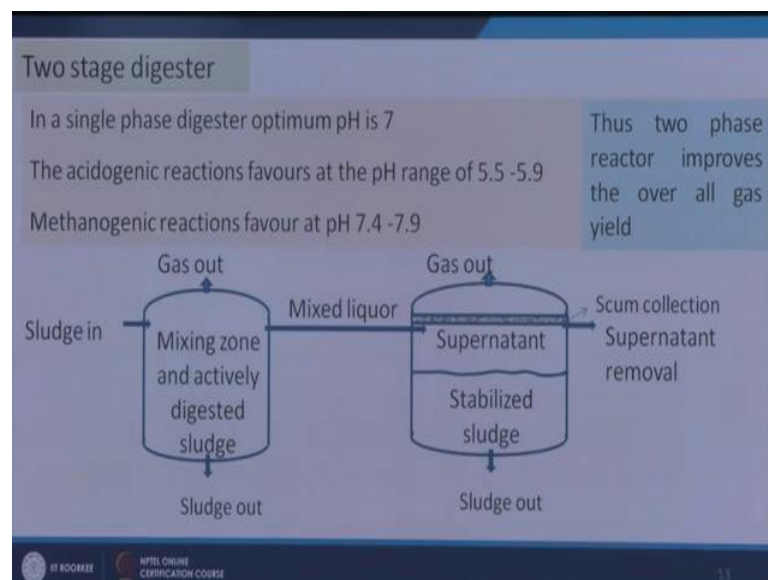 Two stage digester
In a single phase digester optimum pH is 7
The acidogenic reactions favours at the pH range of 5.5 -5.9
Methanogenic reactions favour at pH 7.4 -7.9
Thus two phase
reactor improves
the over all gas
yield
Gas out
Gas out
Sludge in
Mixed liquor
Scum collection
Mixing zone
and actively
digested
sludge
Supernatant
Supernatant
removal
Stabilized
sludge
Sludge out
Sludge out
IIT ROORKEE
NPTEL ONLINE
CERTIFICATION COURSE
13